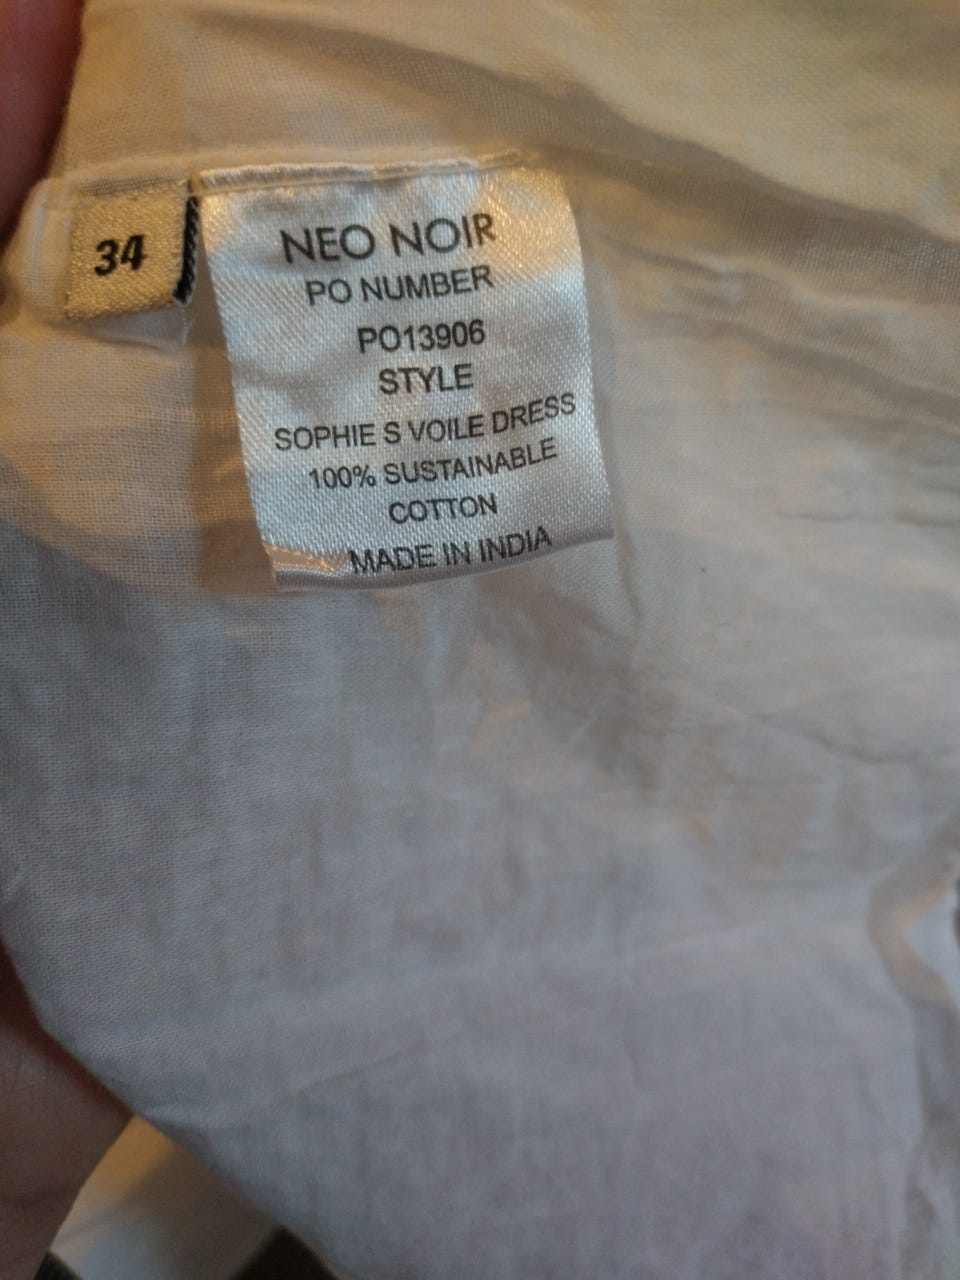 34
NEO NOIR
PO NUMBER
PO13906
STYLE
SOPHIE S VOILE DRESS
100% SUSTAINABLE
COTTON
MADE IN INDIA